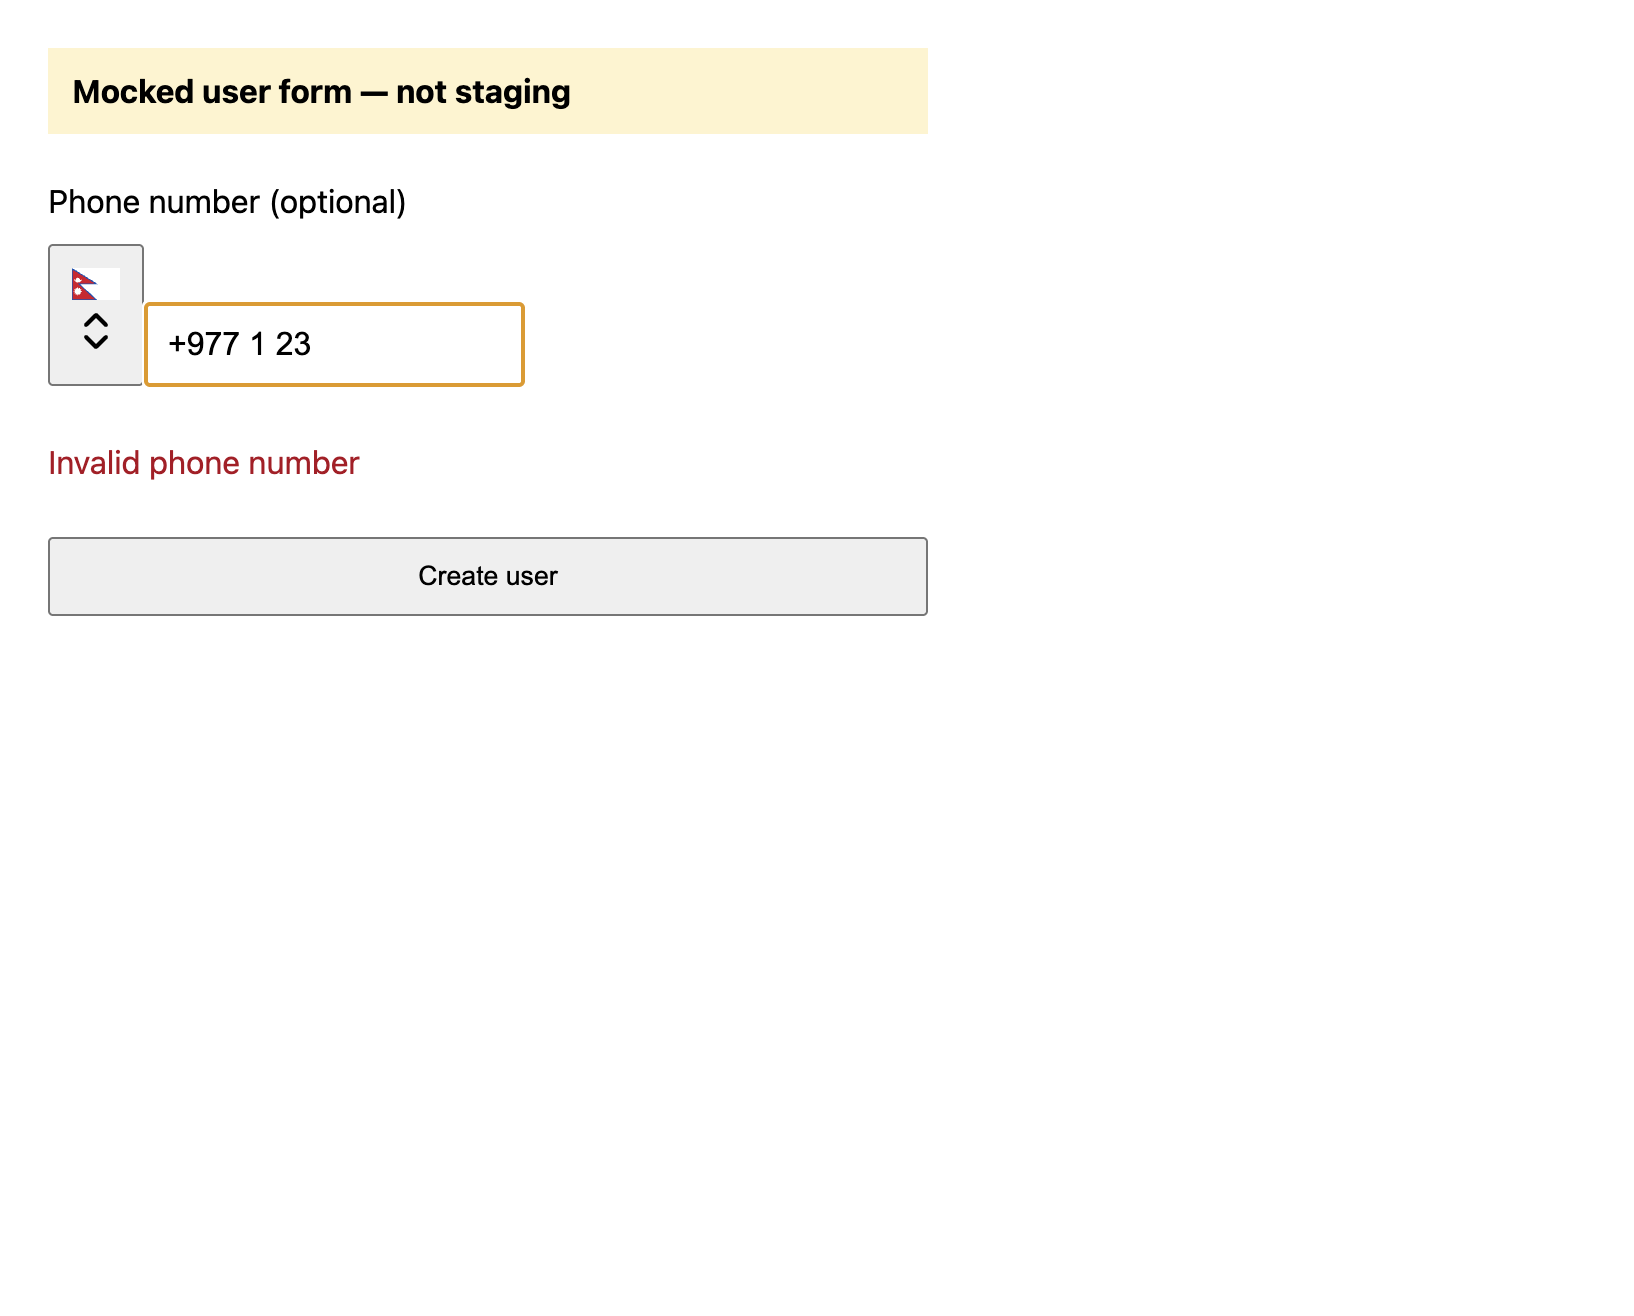 Mocked user form — not staging
Phone number (optional)
+977 1 23
Invalid phone number
Create user